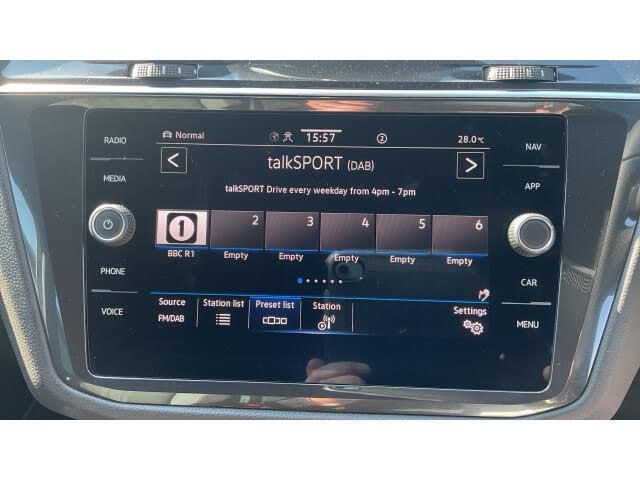 RADIO
MEDIA
PHONE
VOICE
Normal
15:57
2
28.0°C
talkSPORT (DAB)
talkSPORT Drive every weekday from 4pm - 7pm
1 2 3 4 5 6
BBC R1 Empty Empty Empty Empty Empty
Source Station list Preset list Station Settings
FM/DAB
NAV
APP
CAR
MENU